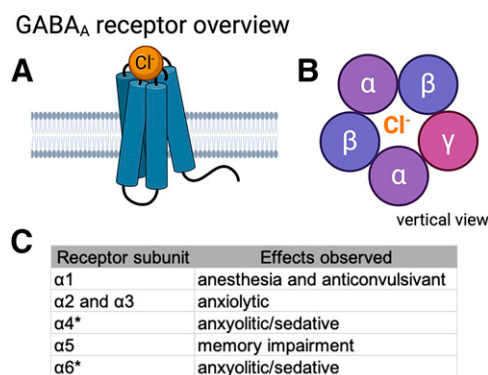 GABAA receptor overview
A
Cl-
B
α β
Cl-
β γ
α
vertical view
C
Receptor subunit Effects observed
α1 anesthesia and anticonvulsivant
α2 and α3 anxiolytic
α4* anxyolitic/sedative
α5 memory impairment
α6* anxyolitic/sedative